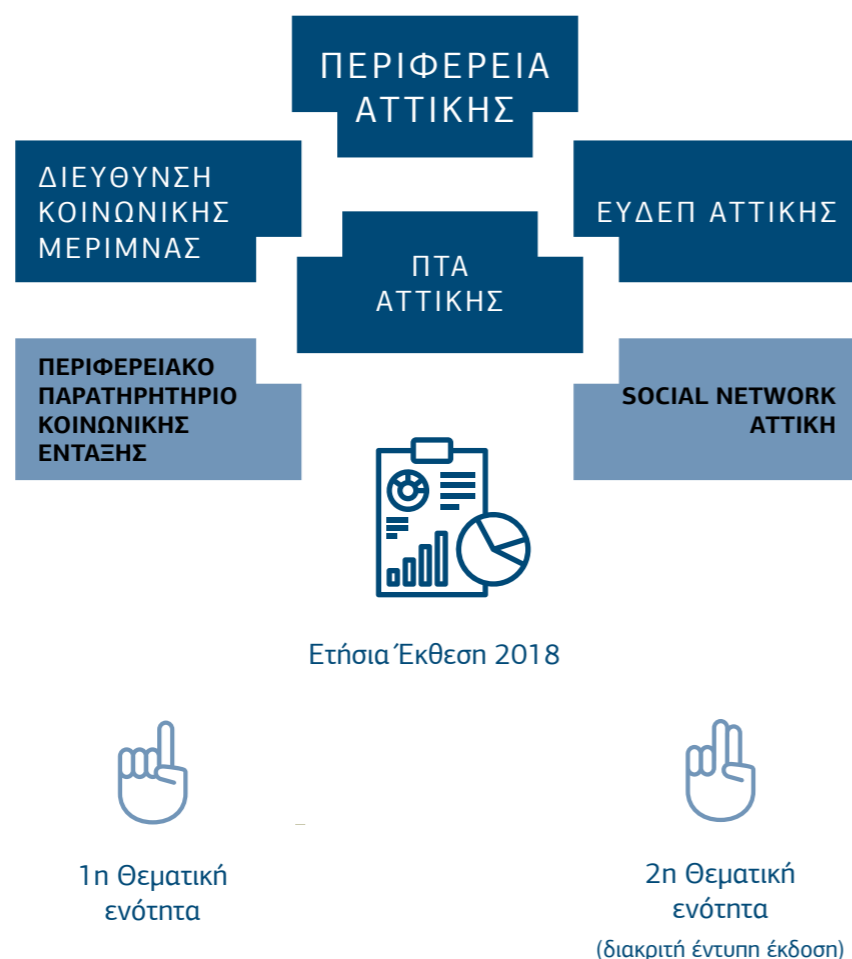 ΠΕΡΙΦΕΡΕΙΑ
ΑΤΤΙΚΗΣ
ΔΙΕΥΘΥΝΣΗ
ΚΟΙΝΩΝΙΚΗΣ
ΜΕΡΙΜΝΑΣ
ΕΥΔΕΠ ΑΤΤΙΚΗΣ
ΠΤΑ
ΑΤΤΙΚΗΣ
ΠΕΡΙΦΕΡΕΙΑΚΟ
ΠΑΡΑΤΗΡΗΤΗΡΙΟ
ΚΟΙΝΩΝΙΚΗΣ
ΕΝΤΑΞΗΣ
SOCIAL NETWORK
ΑΤΤΙΚΗ
Ετήσια Έκθεση 2018
1η Θεματική
ενότητα
2η Θεματική
ενότητα
(διακριτή έντυπη έκδοση)